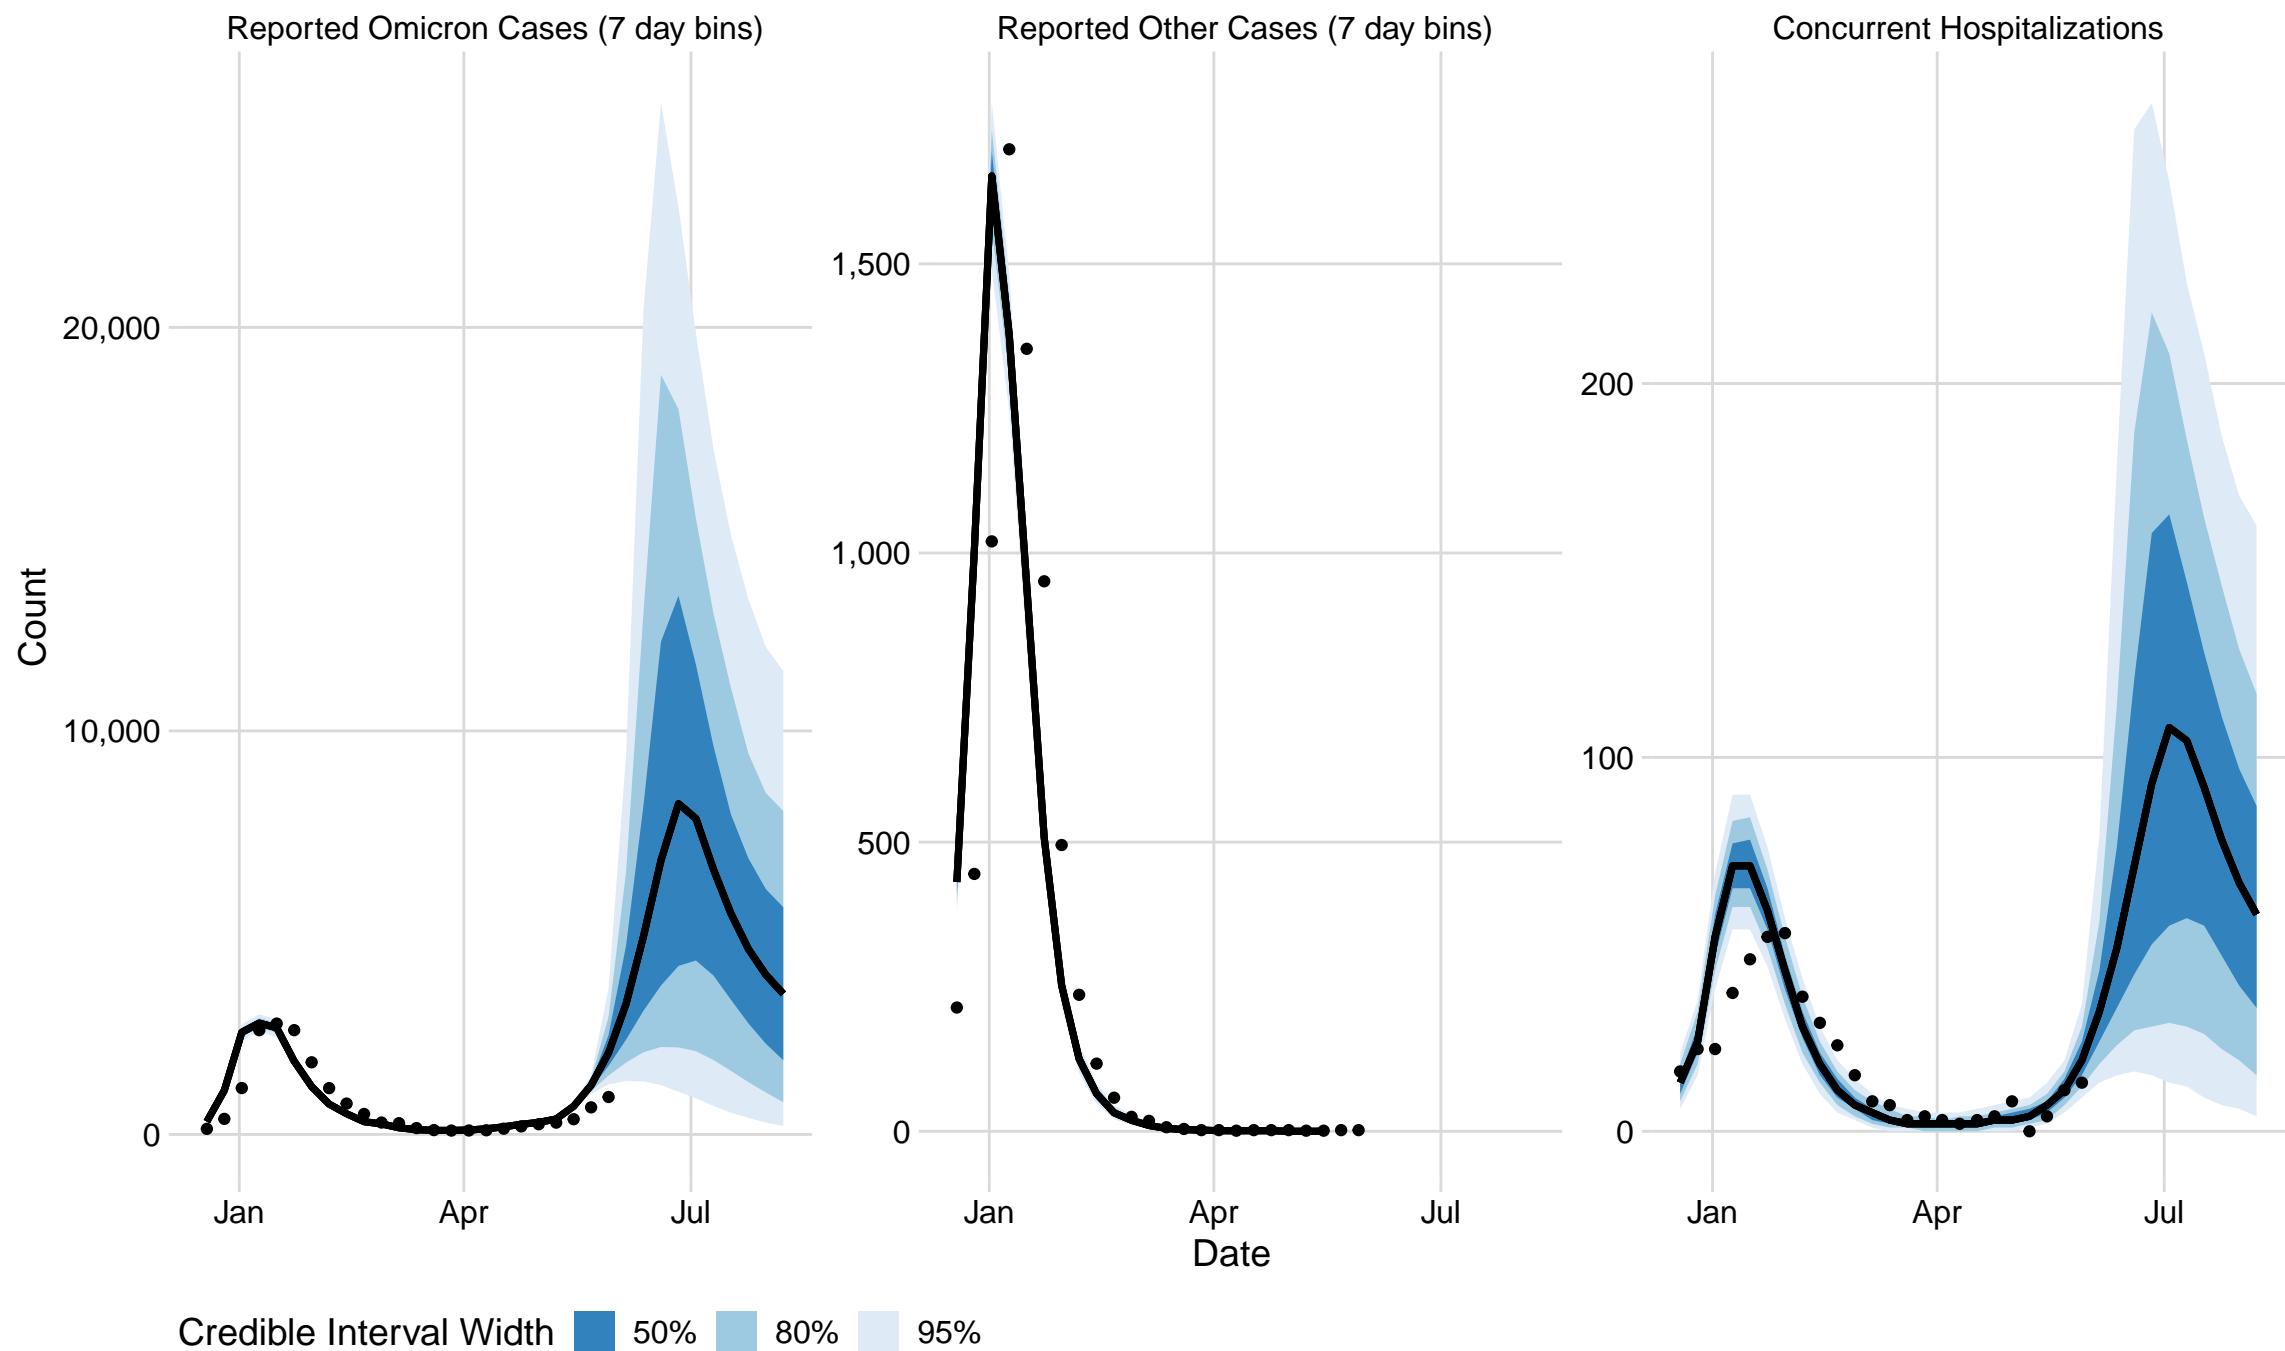 Reported Omicron Cases (7 day bins)
Reported Other Cases (7 day bins)
Concurrent Hospitalizations
Count
20,000
10,000
0
Jan
Apr
Jul
1,500
1,000
500
0
Jan
Apr
Jul
200
100
0
Jan
Apr
Jul
Date
Credible Interval Width 50% 80% 95%